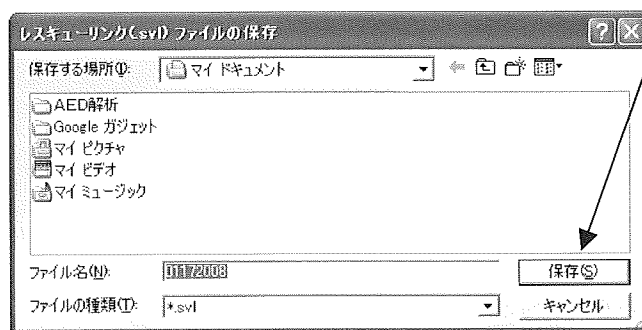 レスキューリンク(svl) ファイルの保存
保存する場所(I):
マイ ドキュメント
AED解析
Google ガジェット
マイ ピクチャ
マイ ビデオ
マイ ミュージック
ファイル名(N):
01172008
保存(S)
ファイルの種類(T):
*.svl
キャンセル